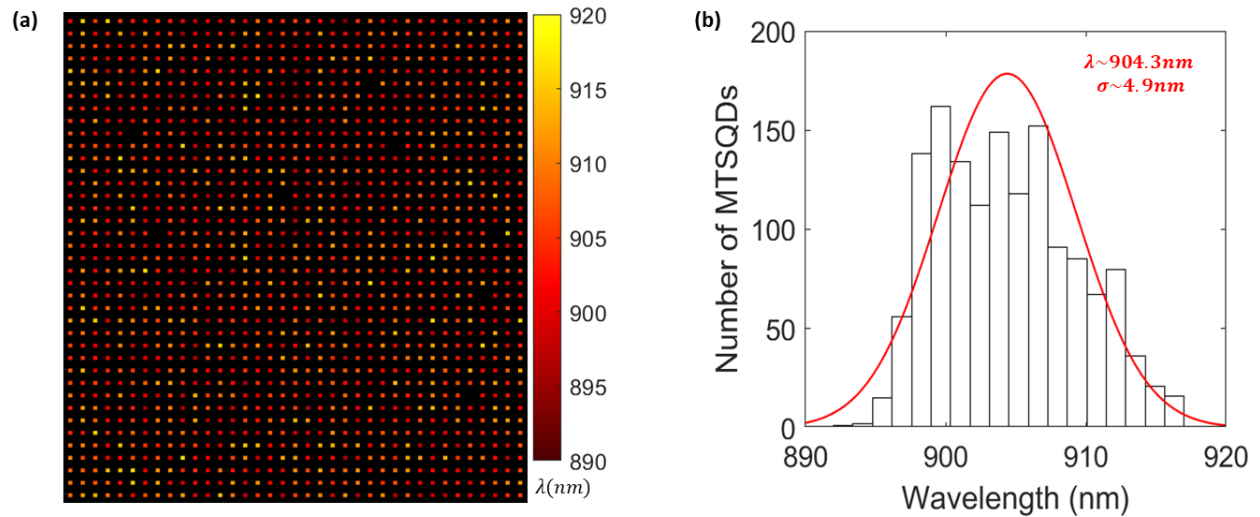 (a)
920
915
910
905
900
895
890
λ(nm)
(b)
Number of MTSQDs
200
150
100
50
0
λ~904.3nm
σ~4.9nm
890
900
910
920
Wavelength (nm)